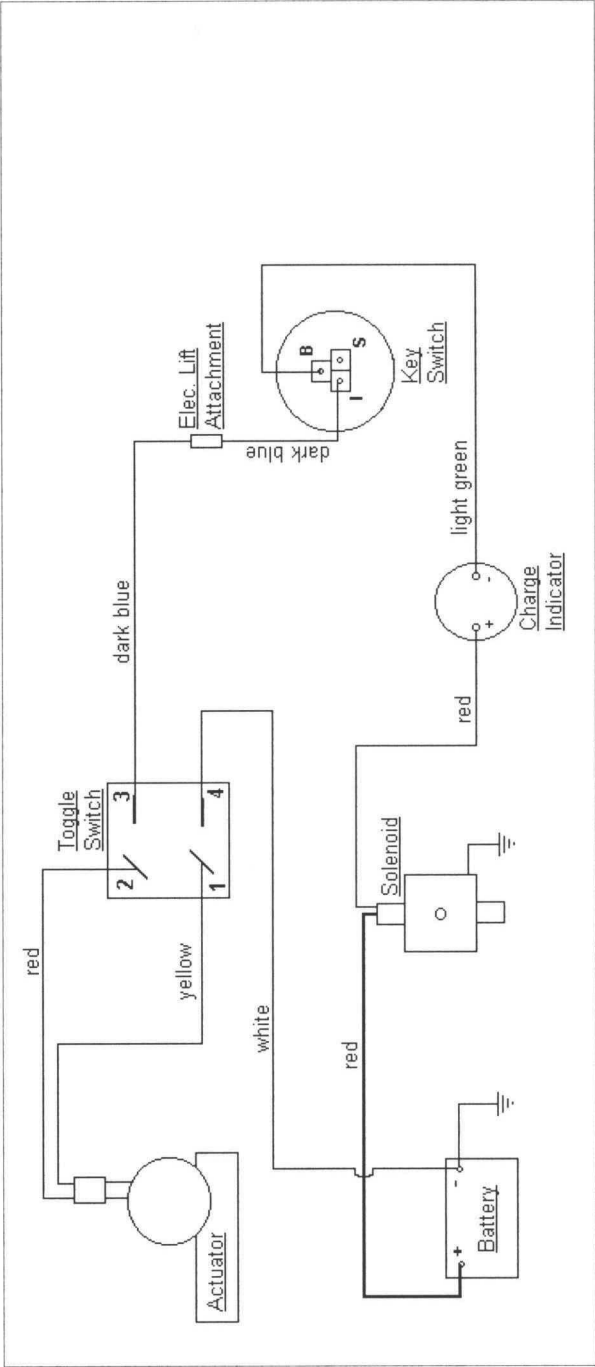 Elec. Lift
Attachment
B
S
I
Key
Switch
dark blue
dark blue
light green
Charge
Indicator
+
-
red
Toggle
Switch
3
4
2
1
red
yellow
white
Solenoid
red
Actuator
Battery
+
-